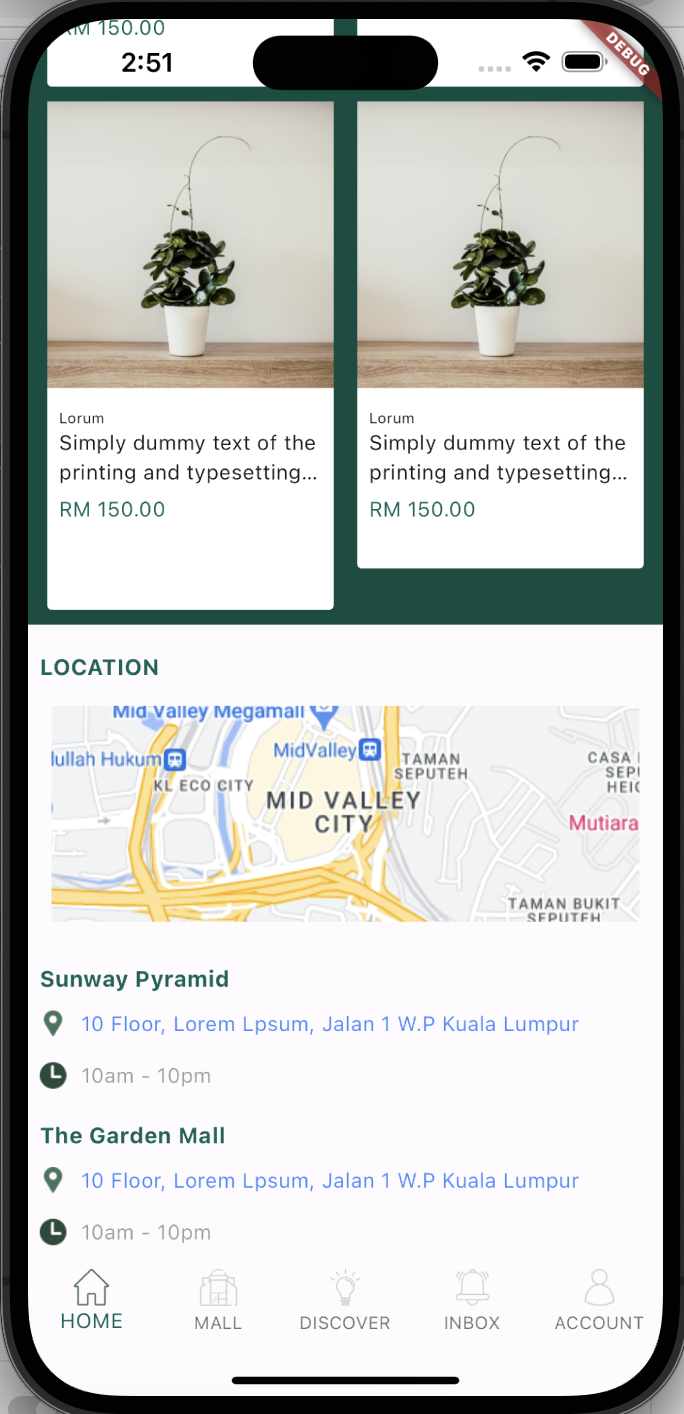 RM 150.00
2:51
DEBUG
Lorum
Simply dummy text of the
printing and typesetting...
RM 150.00
Lorum
Simply dummy text of the
printing and typesetting...
RM 150.00
LOCATION
Mid Valley Megamall
MidValley
lullah Hukum
KL ECO CITY
TAMAN
SEPUTEH
CASA
SEPU
HEIG
MID VALLEY
CITY
Mutiara
TAMAN BUKIT
SEPUTEH
Sunway Pyramid
10 Floor, Lorem Lpsum, Jalan 1 W.P Kuala Lumpur
10am - 10pm
The Garden Mall
10 Floor, Lorem Lpsum, Jalan 1 W.P Kuala Lumpur
10am - 10pm
HOME
MALL
DISCOVER
INBOX
ACCOUNT